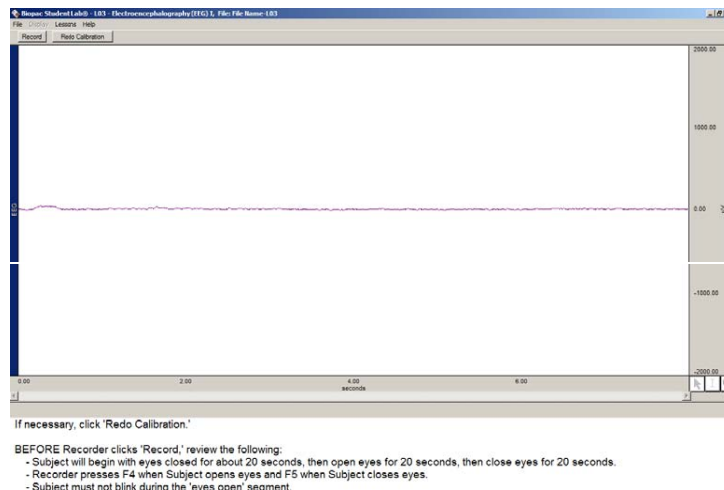 Biopac Student Lab® - L03 - Electroencephalography (EEG) I, File: File Name-L03
File Display Lessons Help
Record Redo Calibration
2000.00
1000.00
EEG
0.00
µV
-1000.00
-2000.00
0.00 2.00 4.00 6.00
seconds
If necessary, click 'Redo Calibration.'
BEFORE Recorder clicks 'Record,' review the following:
- Subject will begin with eyes closed for about 20 seconds, then open eyes for 20 seconds, then close eyes for 20 seconds.
- Recorder presses F4 when Subject opens eyes and F5 when Subject closes eyes.
- Subject must not blink during the 'eyes open' segment.